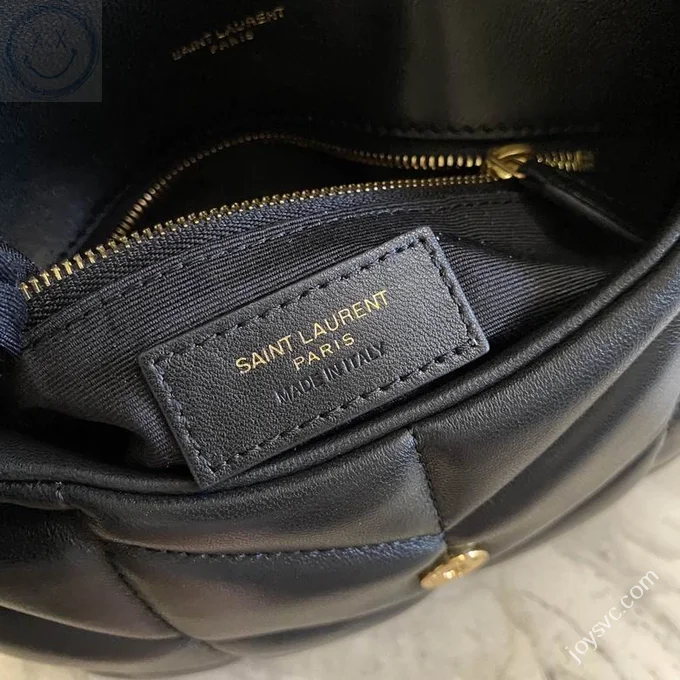 SAINT LAURENT
PARIS
SAINT LAURENT
PARIS
MADE IN ITALY
joysvc.com